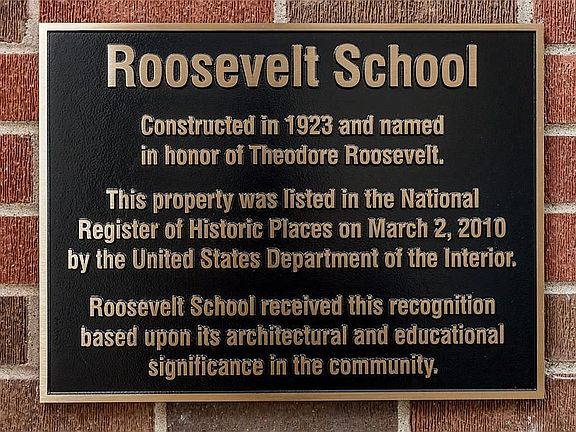 Roosevelt School
Constructed in 1923 and named
in honor of Theodore Roosevelt.
This property was listed in the National
Register of Historic Places on March 2, 2010
by the United States Department of the Interior.
Roosevelt School received this recognition
based upon its architectural and educational
significance in the community.